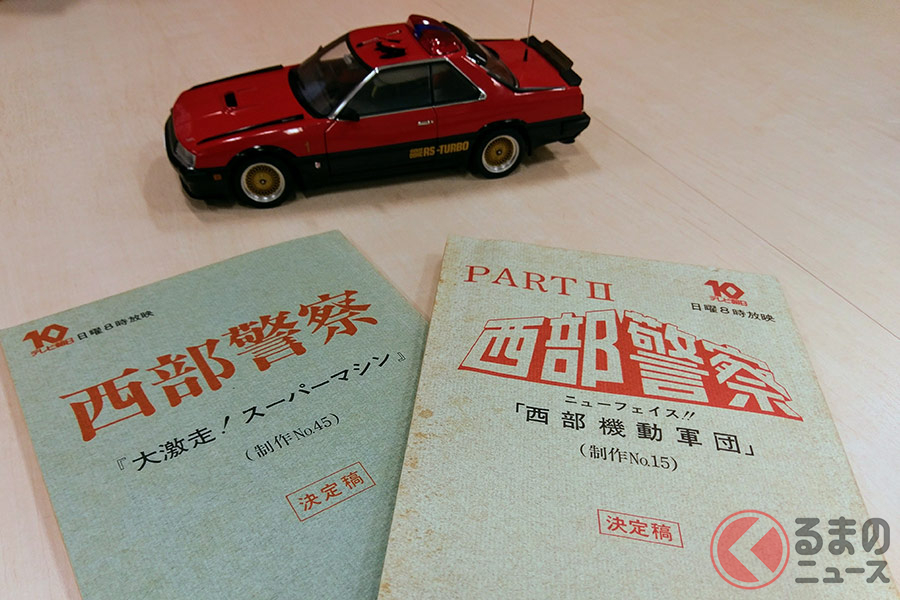 RS-TURBO
1
10
テレビ朝日
日曜8時放映
西部警察
『大激走!スーパーマシン』
(制作No.45)
決定稿
PART II
10
テレビ朝日
日曜8時放映
西部警察
ニューフェイス!!
「西部機動軍団」
(制作No.15)
決定稿
くるまの
ニュース